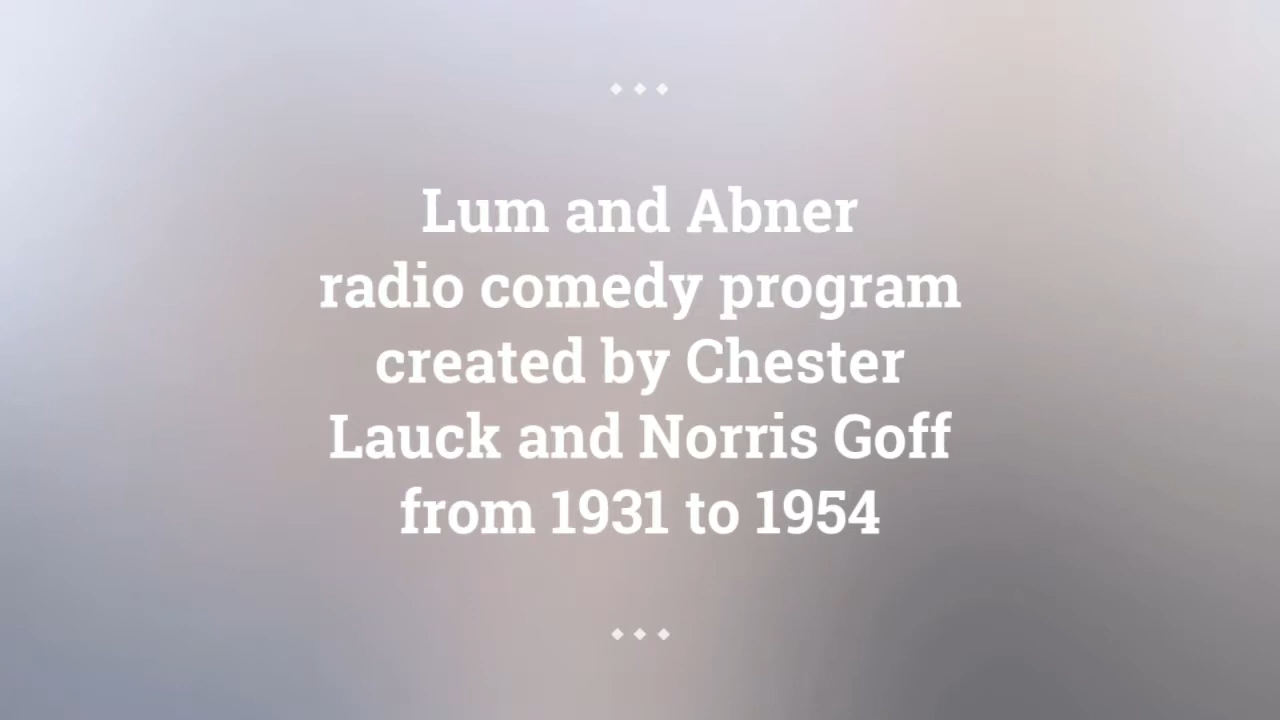 Lum and Abner
radio comedy program
created by Chester
Lauck and Norris Goff
from 1931 to 1954